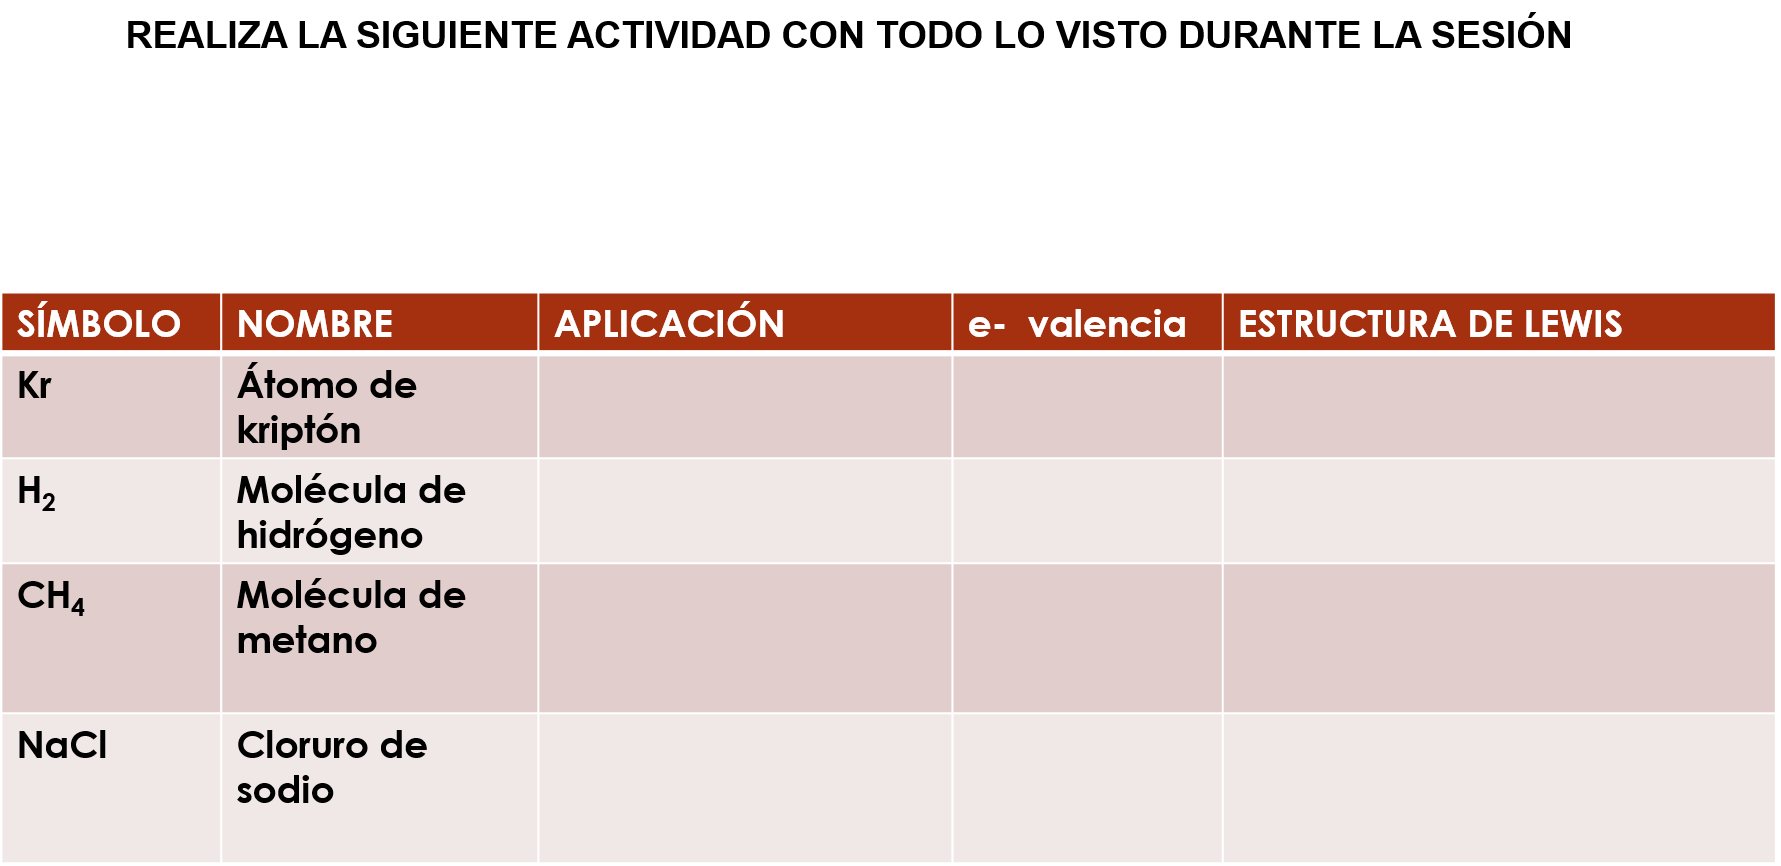 REALIZA LA SIGUIENTE ACTIVIDAD CON TODO LO VISTO DURANTE LA SESIÓN
SÍMBOLO NOMBRE APLICACIÓN e- valencia ESTRUCTURA DE LEWIS
Kr Átomo de
kriptón
H₂ Molécula de
hidrógeno
CH₄ Molécula de
metano
NaCl Cloruro de
sodio